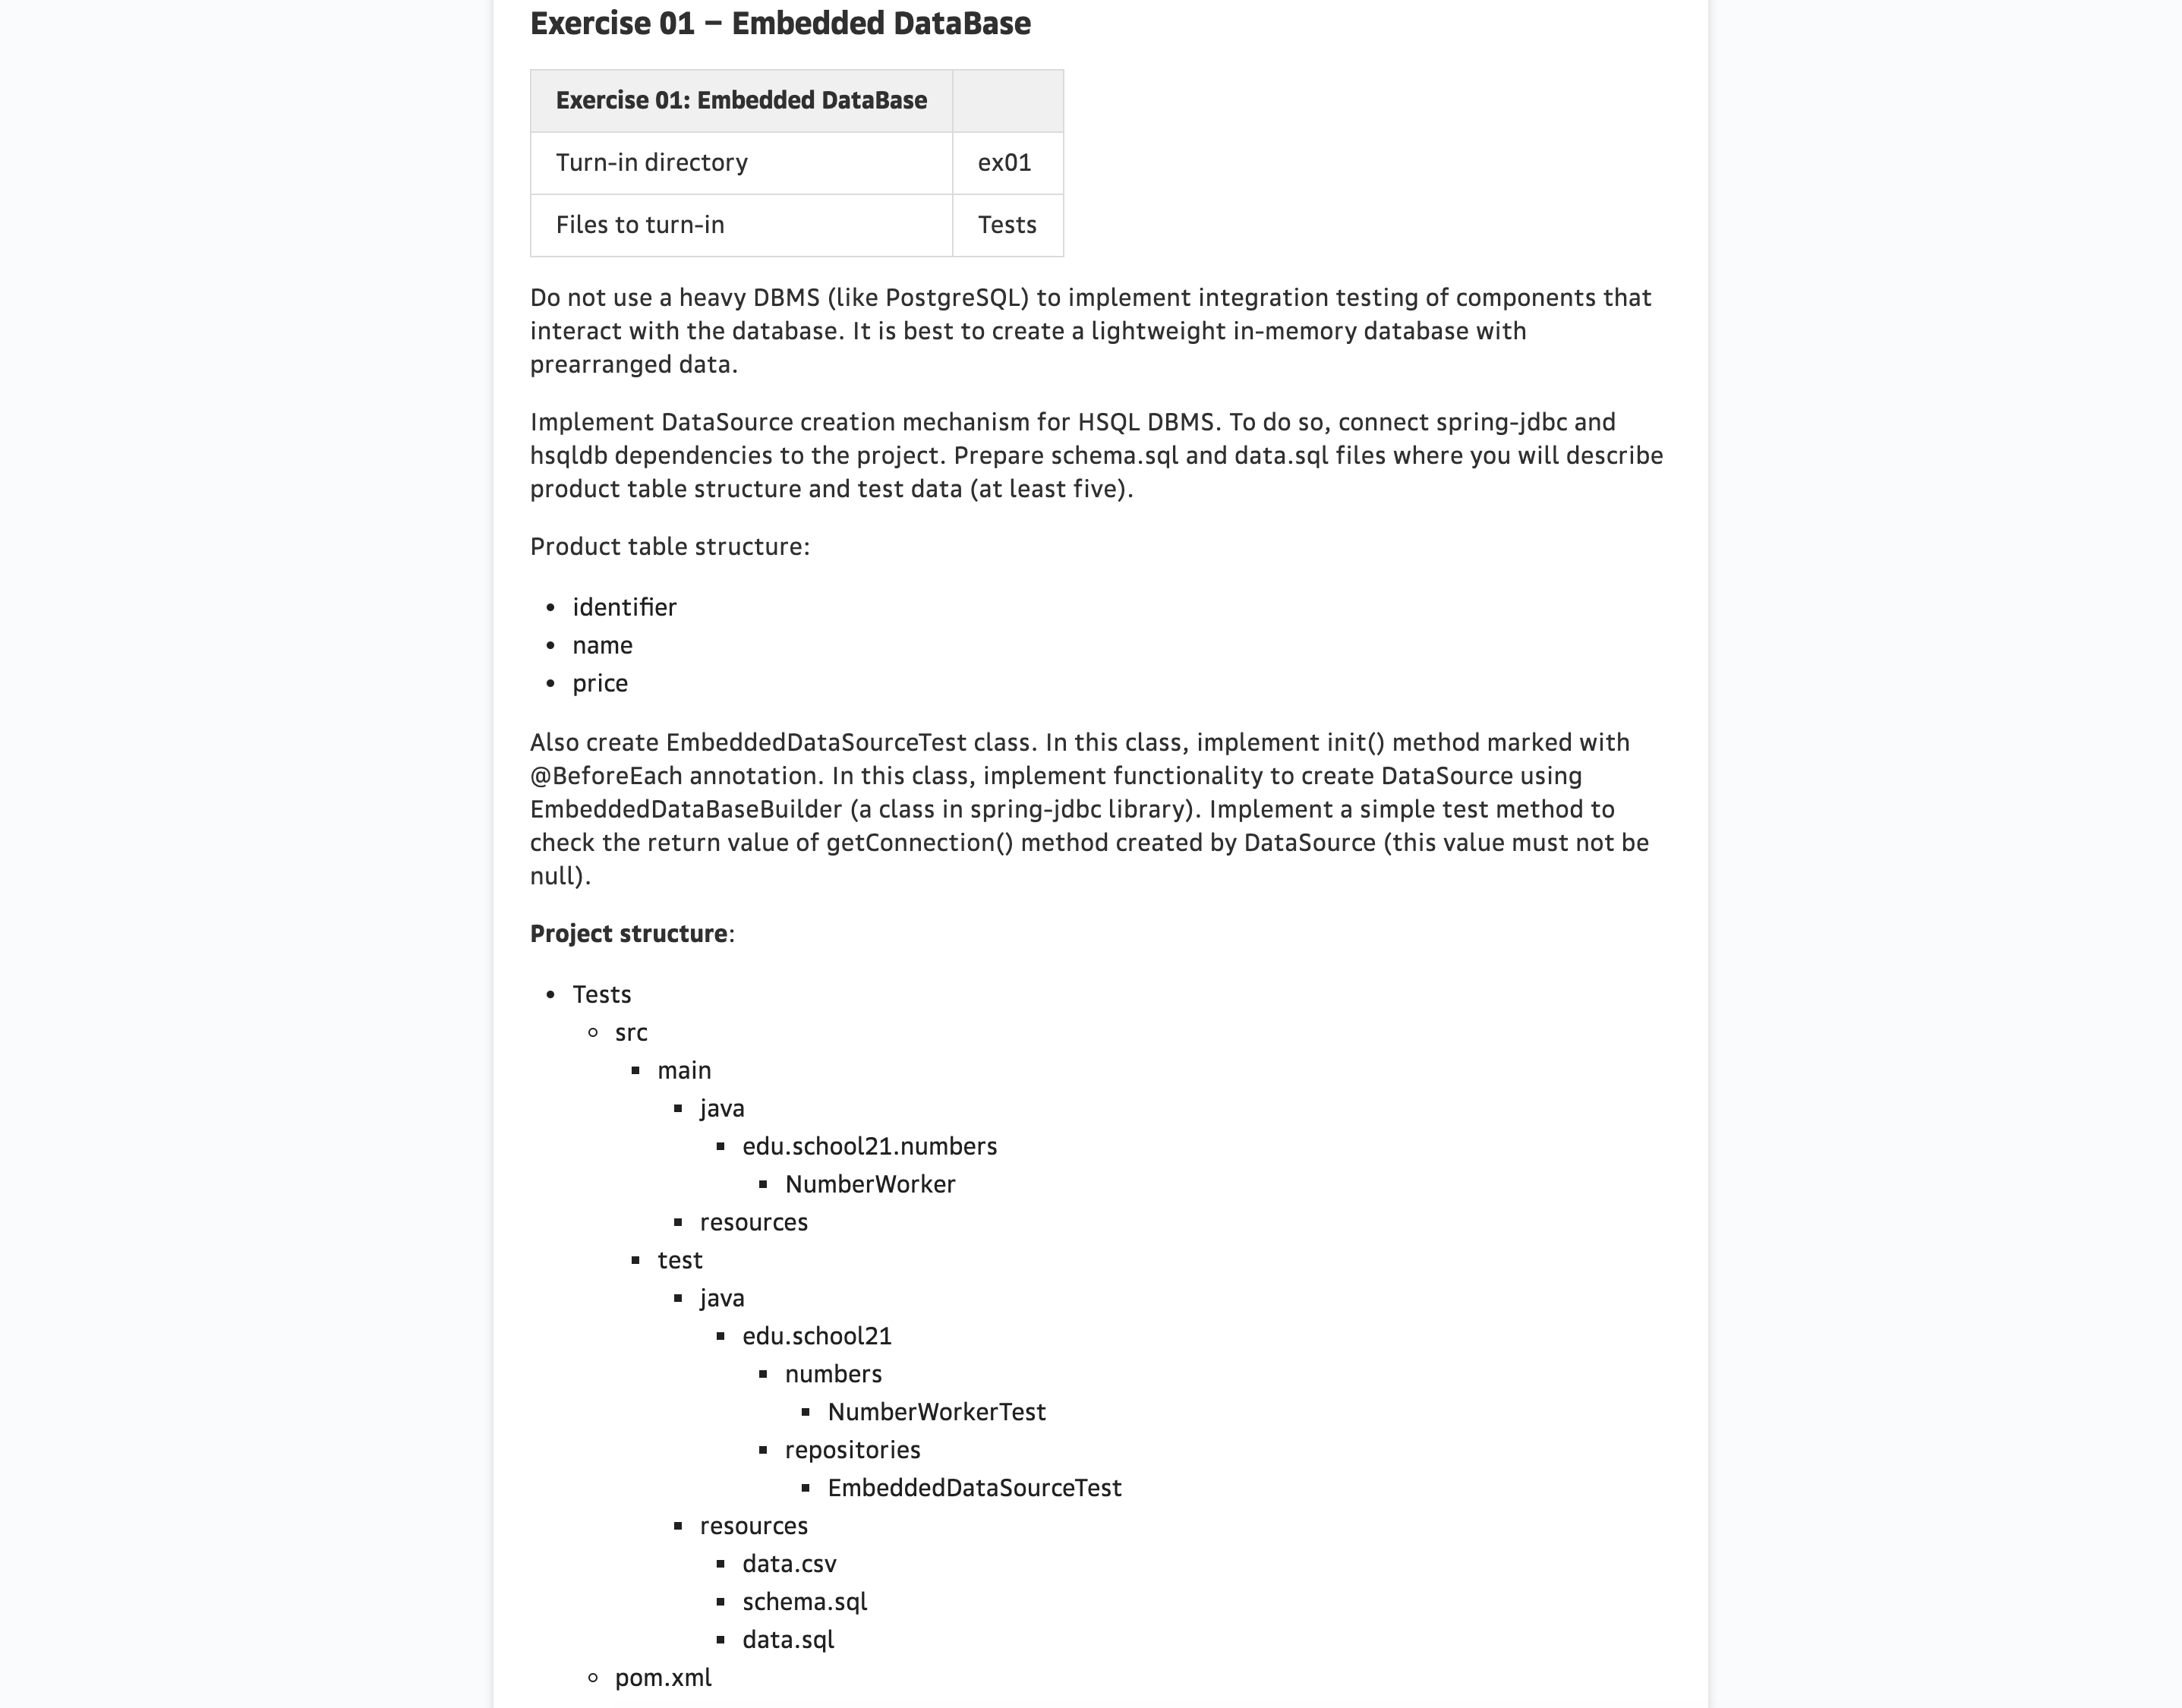 Exercise 01 – Embedded DataBase
Exercise 01: Embedded DataBase
Turn-in directory ex01
Files to turn-in Tests
Do not use a heavy DBMS (like PostgreSQL) to implement integration testing of components that
interact with the database. It is best to create a lightweight in-memory database with
prearranged data.
Implement DataSource creation mechanism for HSQL DBMS. To do so, connect spring-jdbc and
hsqldb dependencies to the project. Prepare schema.sql and data.sql files where you will describe
product table structure and test data (at least five).
Product table structure:
• identifier
• name
• price
Also create EmbeddedDataSourceTest class. In this class, implement init() method marked with
@BeforeEach annotation. In this class, implement functionality to create DataSource using
EmbeddedDataBaseBuilder (a class in spring-jdbc library). Implement a simple test method to
check the return value of getConnection() method created by DataSource (this value must not be
null).
Project structure:
• Tests
◦ src
▪ main
▪ java
▪ edu.school21.numbers
▪ NumberWorker
▪ resources
▪ test
▪ java
▪ edu.school21
▪ numbers
▪ NumberWorkerTest
▪ repositories
▪ EmbeddedDataSourceTest
▪ resources
▪ data.csv
▪ schema.sql
▪ data.sql
◦ pom.xml